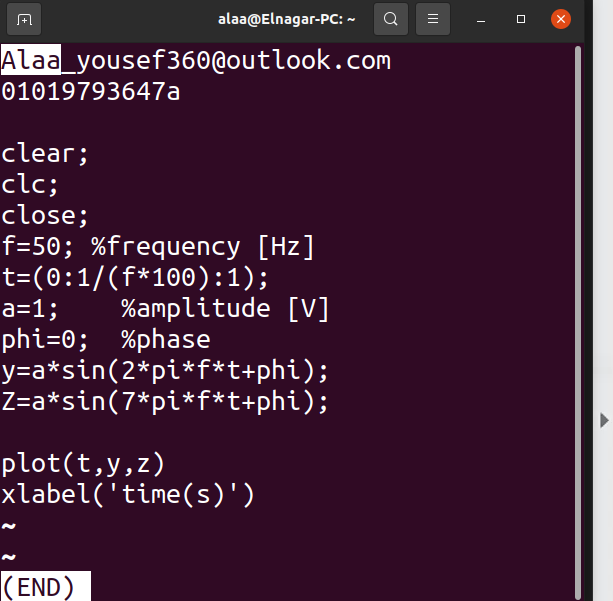 alaa@Elnagar-PC: ~
Alaa_yousef360@outlook.com
01019793647a
clear;
clc;
close;
f=50; %frequency [Hz]
t=(0:1/(f*100):1);
a=1;    %amplitude [V]
phi=0;  %phase
y=a*sin(2*pi*f*t+phi);
Z=a*sin(7*pi*f*t+phi);
plot(t,y,z)
xlabel('time(s)')
~
~
(END)